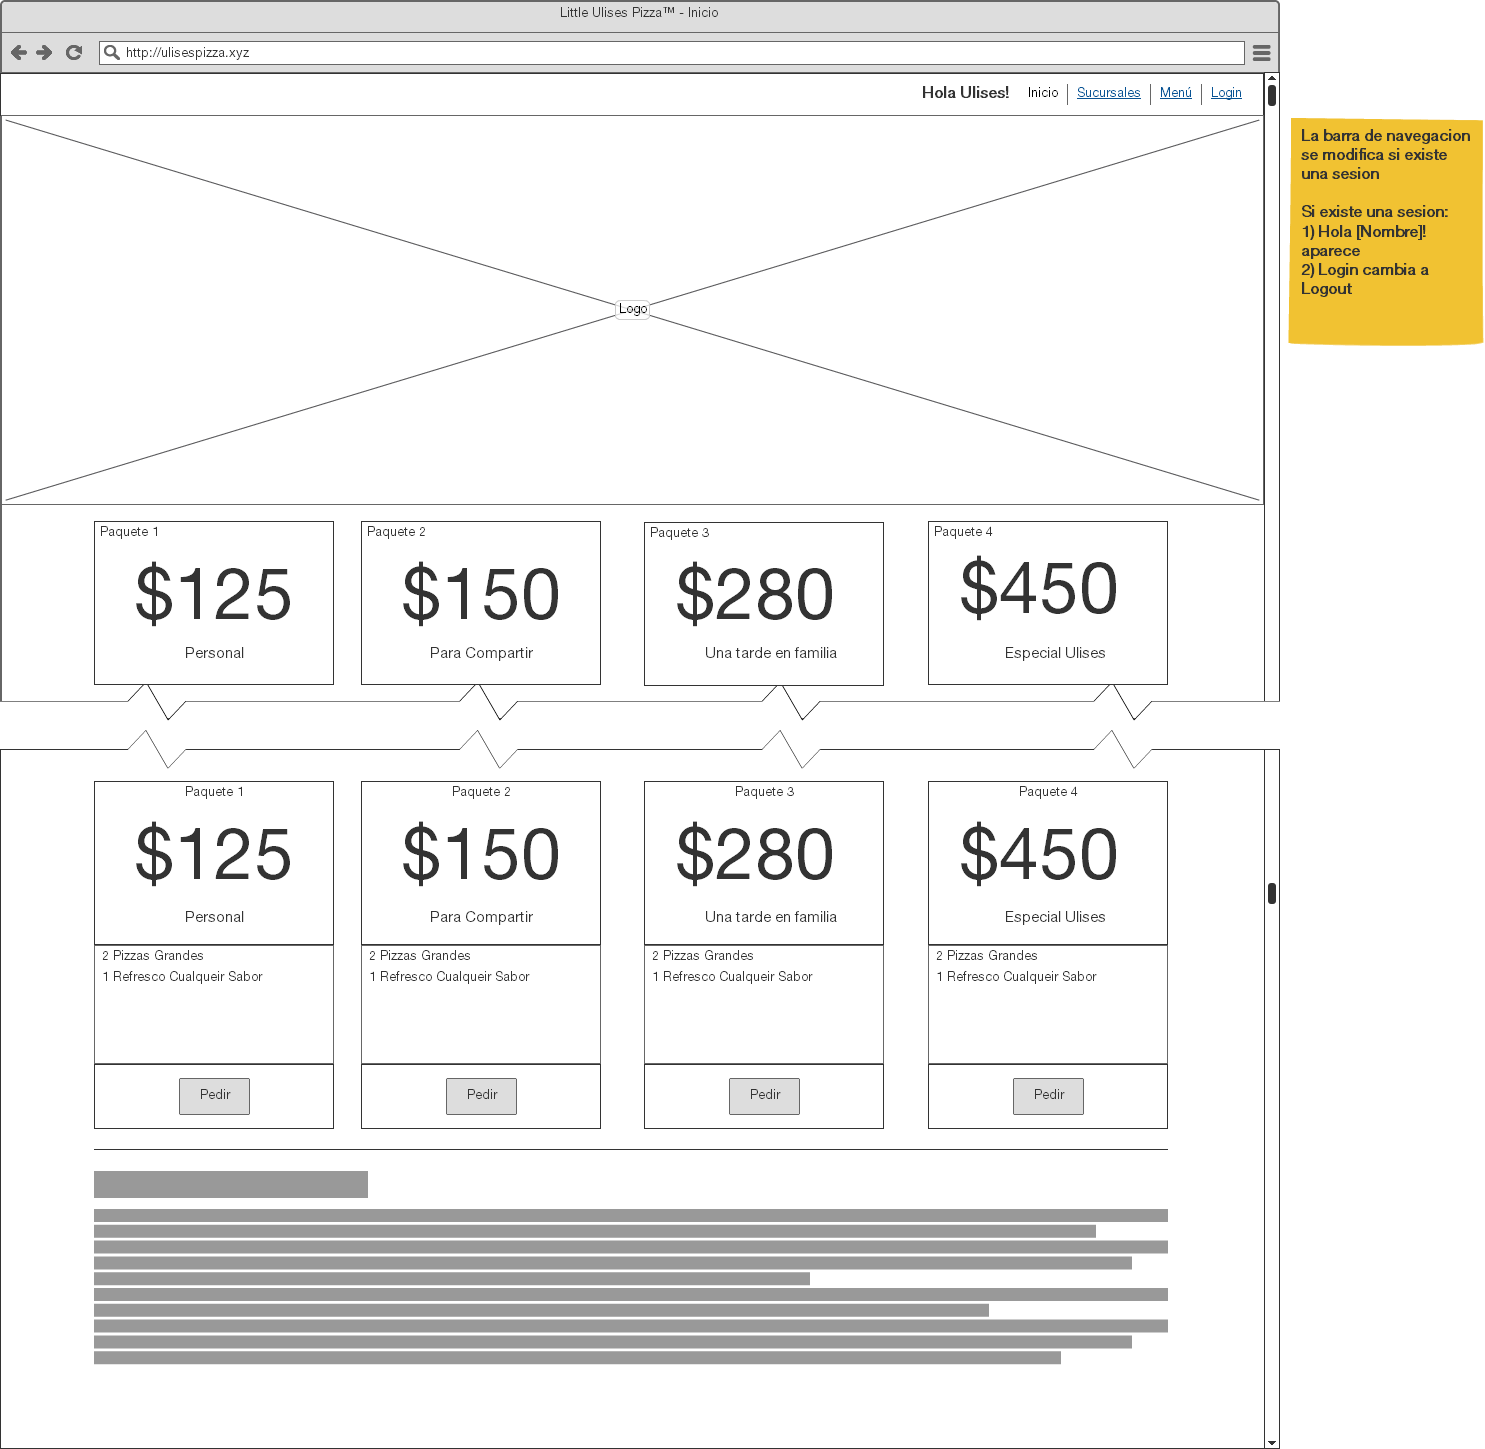 Little Ulises Pizza™ - Inicio
http://ulisespizza.xyz
Hola Ulises! Inicio Sucursales Menú Login
La barra de navegacion
se modifica si existe
una sesion
Si existe una sesion:
1) Hola [Nombre]!
aparece
2) Login cambia a
Logout
Logo
Paquete 1 Paquete 2 Paquete 3 Paquete 4
$125 $150 $280 $450
Personal Para Compartir Una tarde en familia Especial Ulises
Paquete 1 Paquete 2 Paquete 3 Paquete 4
$125 $150 $280 $450
Personal Para Compartir Una tarde en familia Especial Ulises
2 Pizzas Grandes 2 Pizzas Grandes 2 Pizzas Grandes 2 Pizzas Grandes
1 Refresco Cualqueir Sabor 1 Refresco Cualqueir Sabor 1 Refresco Cualqueir Sabor 1 Refresco Cualqueir Sabor
Pedir Pedir Pedir Pedir